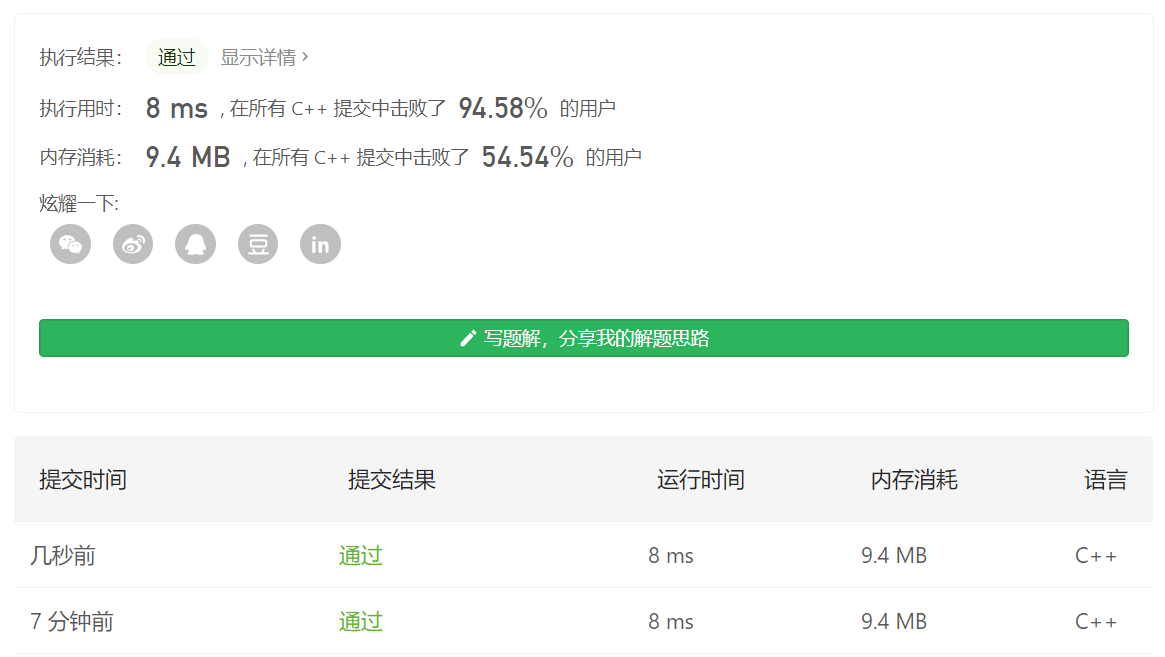 执行结果： 通过 显示详情 ›
执行用时： 8 ms , 在所有 C++ 提交中击败了 94.58% 的用户
内存消耗： 9.4 MB , 在所有 C++ 提交中击败了 54.54% 的用户
炫耀一下:
豆 in
写题解，分享我的解题思路
提交时间 提交结果 运行时间 内存消耗 语言
几秒前 通过 8 ms 9.4 MB C++
7 分钟前 通过 8 ms 9.4 MB C++